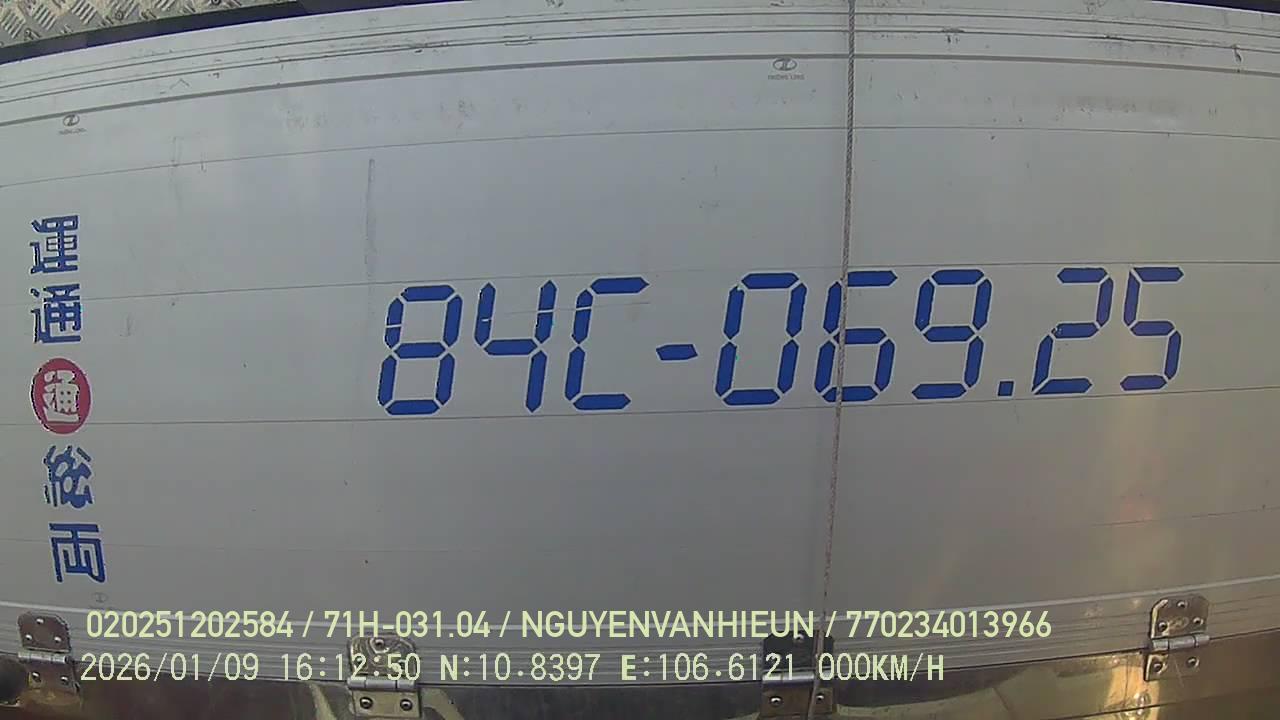 運
通
通
総
両
84C-069.25
020251202584 / 71H-031.04 / NGUYENVANHIEUN / 770234013966
2026/01/09 16:12:50 N:10.8397 E:106.6121 000KM/H